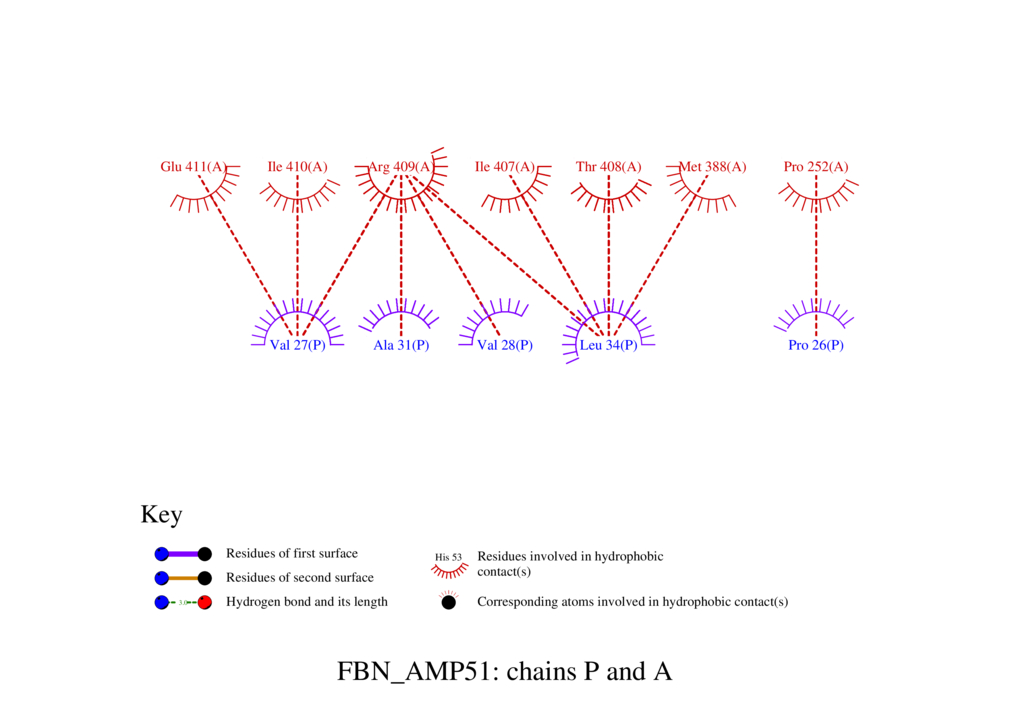 Glu 411(A) Ile 410(A) Arg 409(A) Ile 407(A) Thr 408(A) Met 388(A) Pro 252(A)
Val 27(P) Ala 31(P) Val 28(P) Leu 34(P) Pro 26(P)
Key
Residues of first surface
Residues of second surface
3.0 Hydrogen bond and its length
His 53 Residues involved in hydrophobic
contact(s)
Corresponding atoms involved in hydrophobic contact(s)
FBN_AMP51: chains P and A